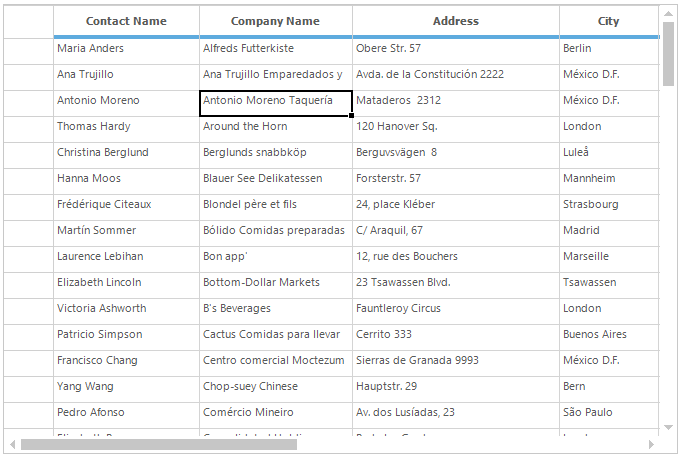 Contact Name Company Name Address City
Maria Anders Alfreds Futterkiste Obere Str. 57 Berlin
Ana Trujillo Ana Trujillo Emparedados y Avda. de la Constitución 2222 México D.F.
Antonio Moreno Antonio Moreno Taquería Mataderos  2312 México D.F.
Thomas Hardy Around the Horn 120 Hanover Sq. London
Christina Berglund Berglunds snabbköp Berguvsvägen  8 Luleå
Hanna Moos Blauer See Delikatessen Forsterstr. 57 Mannheim
Frédérique Citeaux Blondel père et fils 24, place Kléber Strasbourg
Martín Sommer Bólido Comidas preparadas C/ Araquil, 67 Madrid
Laurence Lebihan Bon app' 12, rue des Bouchers Marseille
Elizabeth Lincoln Bottom-Dollar Markets 23 Tsawassen Blvd. Tsawassen
Victoria Ashworth B's Beverages Fauntleroy Circus London
Patricio Simpson Cactus Comidas para llevar Cerrito 333 Buenos Aires
Francisco Chang Centro comercial Moctezum Sierras de Granada 9993 México D.F.
Yang Wang Chop-suey Chinese Hauptstr. 29 Bern
Pedro Afonso Comércio Mineiro Av. dos Lusíadas, 23 São Paulo